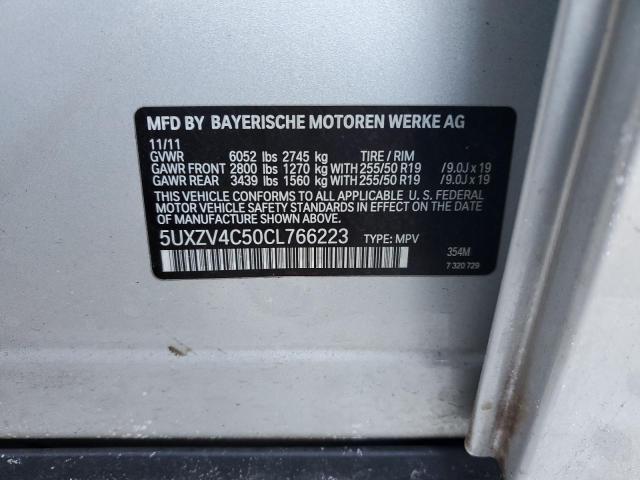 MFD BY BAYERISCHE MOTOREN WERKE AG
11/11
GVWR 6052 lbs 2745 kg TIRE / RIM
GAWR FRONT 2800 lbs 1270 kg WITH 255/50 R19 / 9.0J x 19
GAWR REAR 3439 lbs 1560 kg WITH 255/50 R19 / 9.0J x 19
THIS VEHICLE CONFORMS TO ALL APPLICABLE U. S. FEDERAL
MOTOR VEHICLE SAFETY STANDARDS IN EFFECT ON THE DATE
OF MANUFACTURE SHOWN ABOVE.
5UXZV4C50CL766223 TYPE: MPV
354M
7 320 729